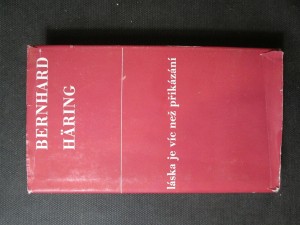 BERNHARD
HÄRING
láska je víc než přikázání